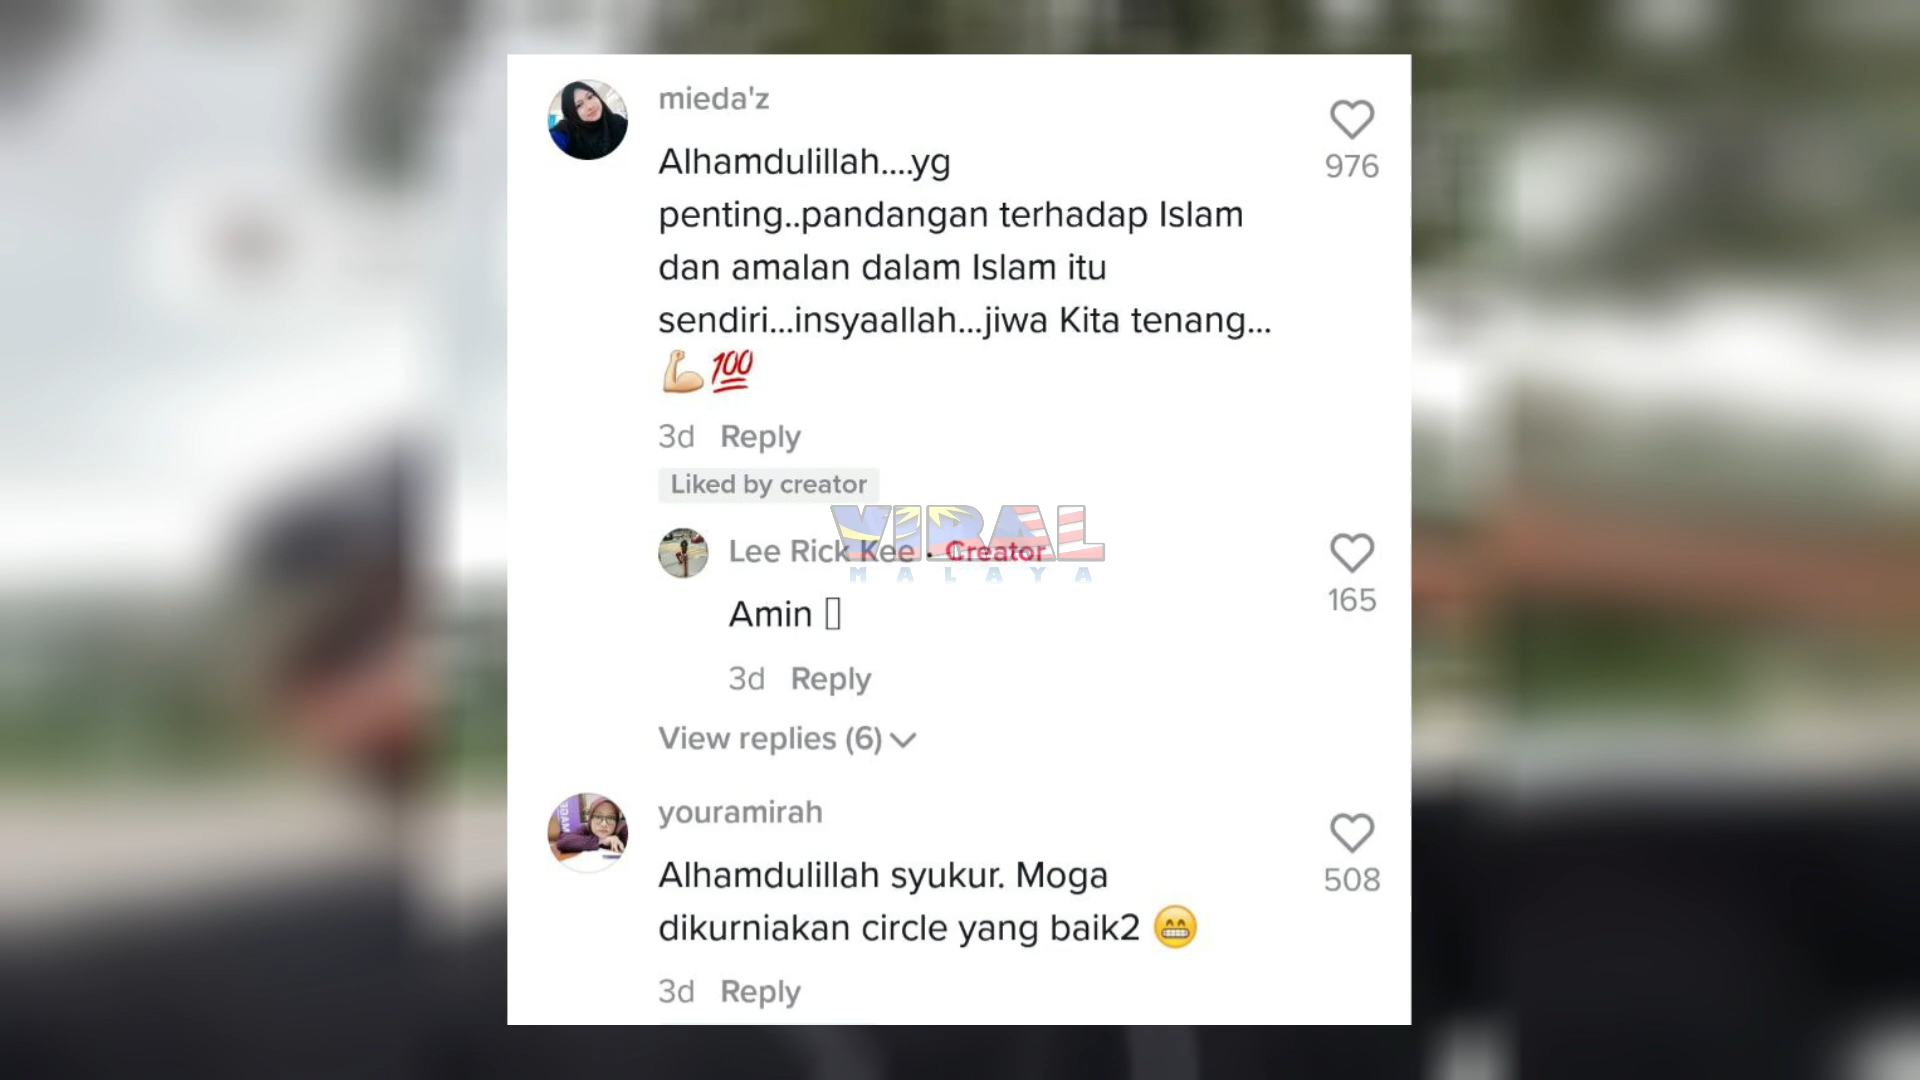 mieda'z
976
Alhamdulillah....yg
penting..pandangan terhadap Islam
dan amalan dalam Islam itu
sendiri...insyaallah...jiwa Kita tenang...
💪🏼💯
3d Reply
Liked by creator
VIRAL
MALAYA
Lee Rick Kee · Creator
165
Amin
3d Reply
View replies (6)
youramirah
508
Alhamdulillah syukur. Moga
dikurniakan circle yang baik2 😁
3d Reply